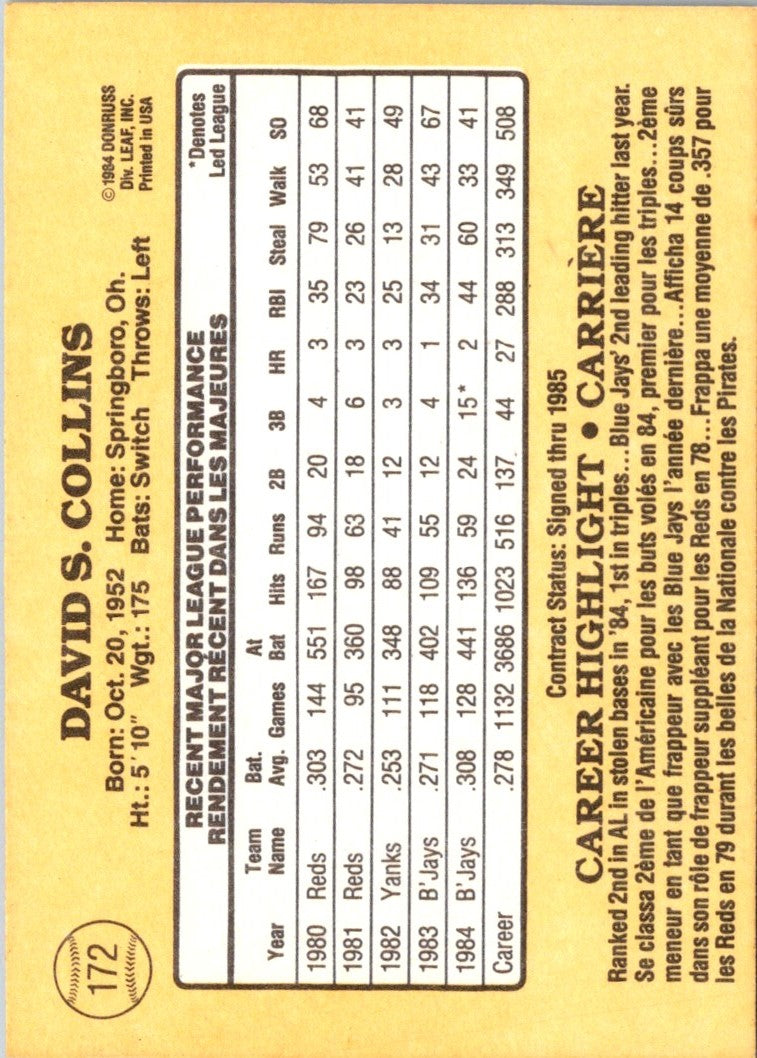 172
DAVID S. COLLINS
©1984 DONRUSS
Div. LEAF, INC.
Printed in USA
Born: Oct. 20, 1952 Home: Springboro, Oh.
Ht.: 5'10" Wgt.: 175 Bats: Switch Throws: Left
RECENT MAJOR LEAGUE PERFORMANCE
RENDEMENT RÉCENT DANS LES MAJEURES
*Denotes
Led League
Year Team Name Bat. Avg. Games At Bat Hits Runs 2B 3B HR RBI Steal Walk SO
1980 Reds .303 144 551 167 94 20 4 3 35 79 53 68
1981 Reds .272 95 360 98 63 18 6 3 23 26 41 41
1982 Yanks .253 111 348 88 41 12 3 3 25 13 28 49
1983 B'Jays .271 118 402 109 55 12 4 1 34 31 43 67
1984 B'Jays .308 128 441 136 59 24 15* 2 44 60 33 41
Career .278 1132 3686 1023 516 137 44 27 288 313 349 508
Contract Status: Signed thru 1985
CAREER HIGHLIGHT • CARRIÈRE
Ranked 2nd in AL in stolen bases in '84, 1st in triples...Blue Jays' 2nd leading hitter last year.
Se classa 2ème de l'Américaine pour les buts volés en 84, premier pour les triples...2ème
meneur en tant que frappeur avec les Blue Jays l'année dernière...Afficha 14 coups sûrs
dans son rôle de frappeur suppléant pour les Reds en 78...Frappa une moyenne de .357 pour
les Reds en 79 durant les belles de la Nationale contre les Pirates.